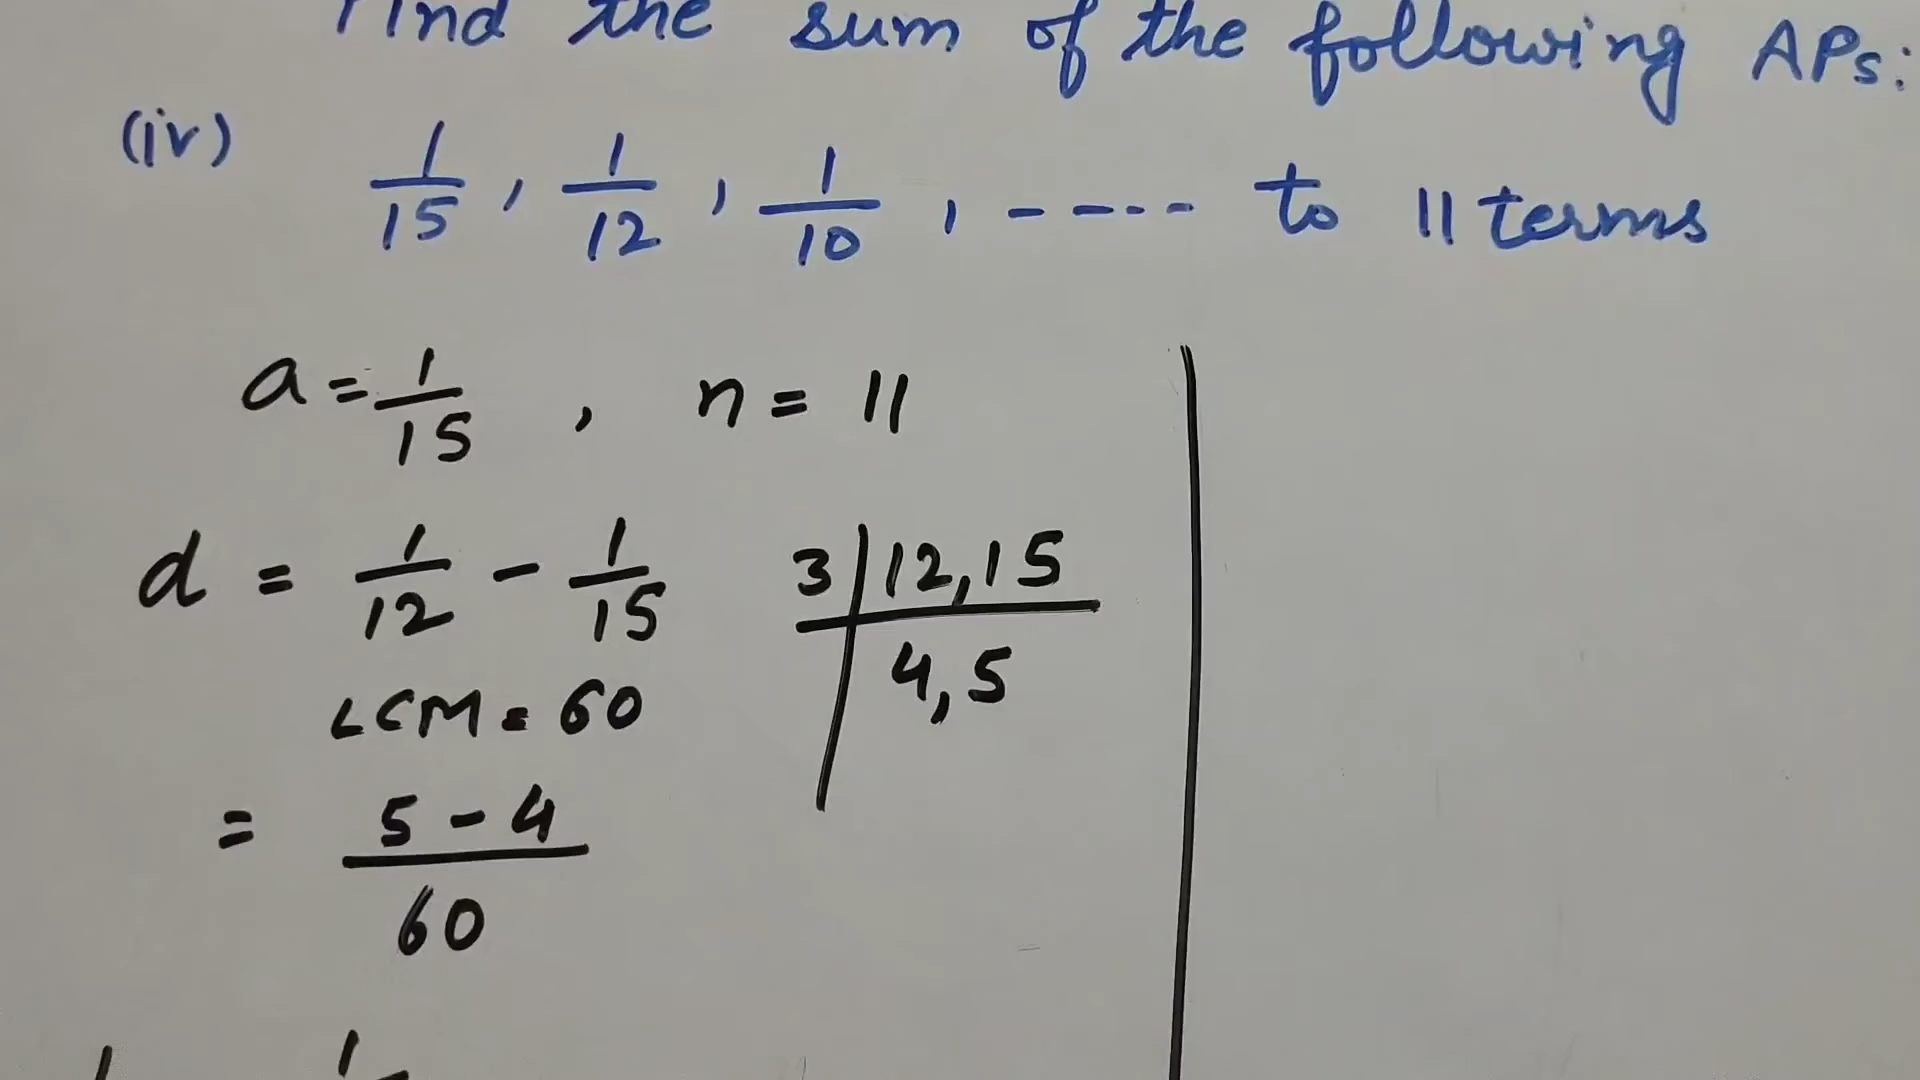 Find the sum of the following APs:
(iv) 1/15, 1/12, 1/10, ----- to 11 terms
a = 1/15, n = 11
d = 1/12 - 1/15
3 | 12, 15
4, 5
LCM = 60
= 5 - 4 / 60